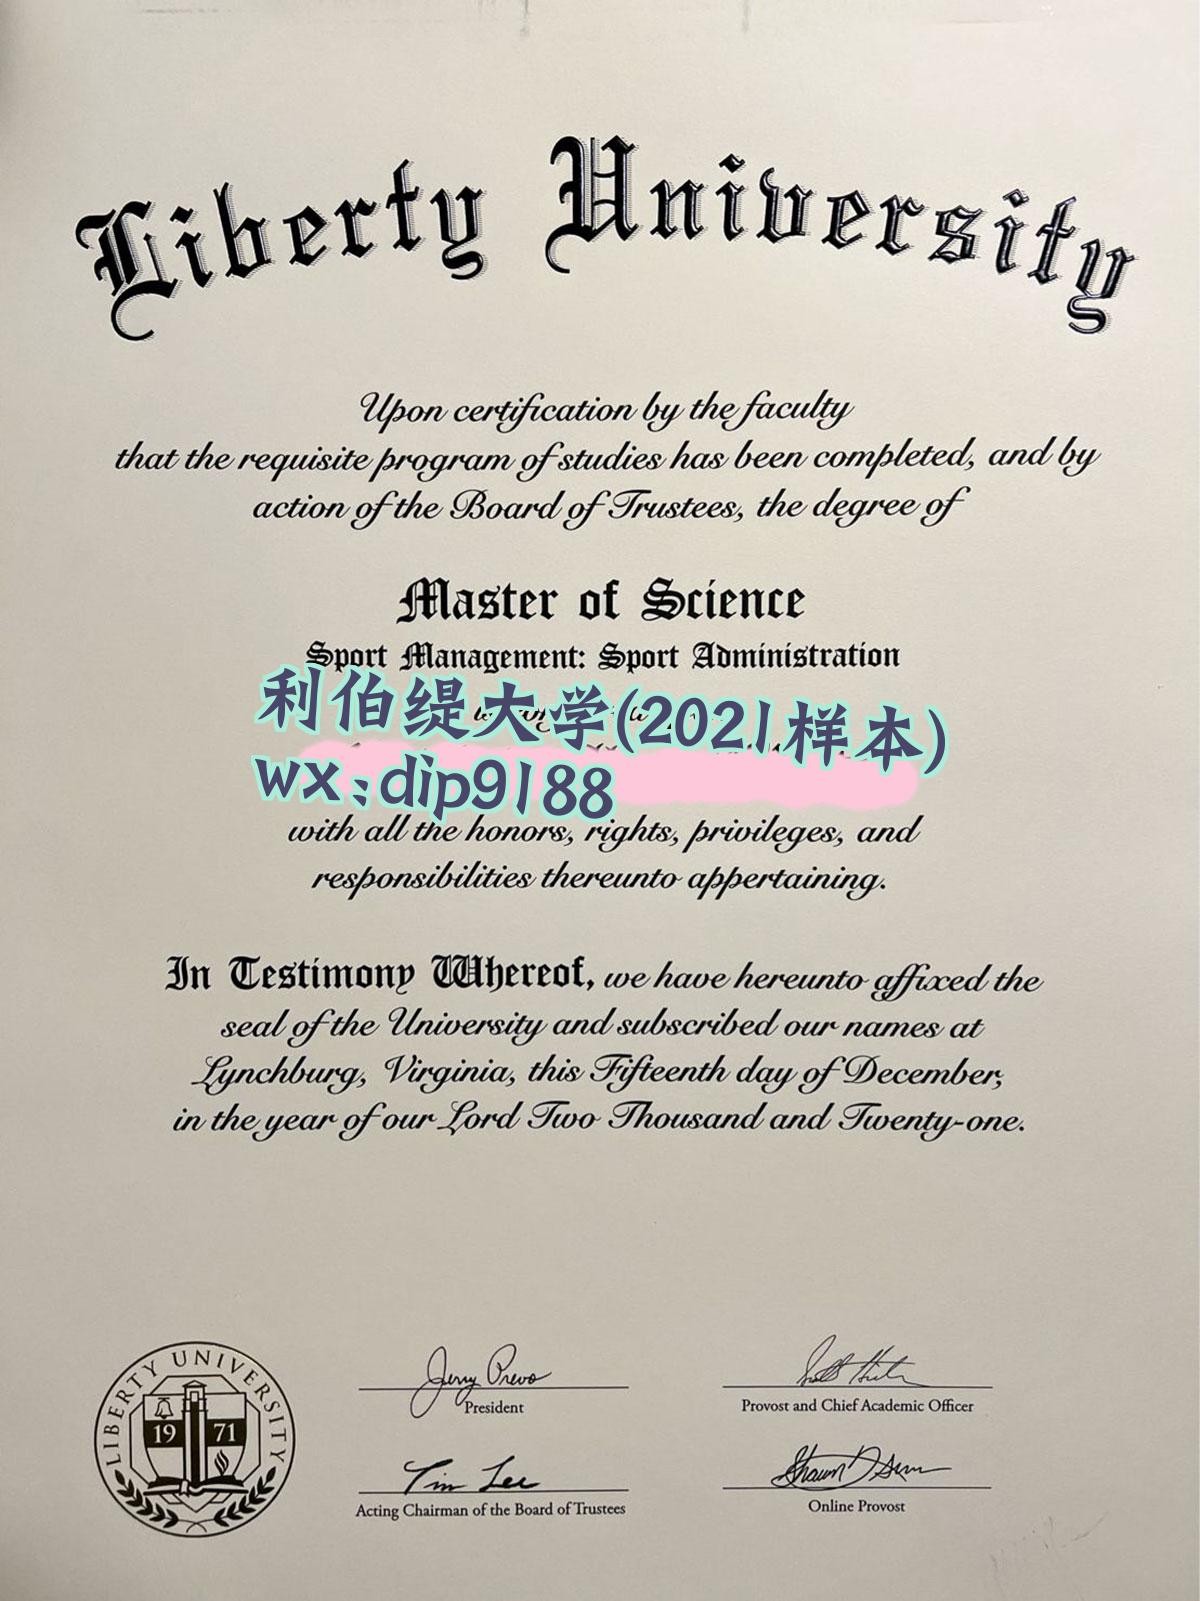 Liberty University
Upon certification by the faculty
that the requisite program of studies has been completed, and by
action of the Board of Trustees, the degree of
Master of Science
Sport Management: Sport Administration
利伯缇大学(2021样本)
wx:dip9188
with all the honors, rights, privileges, and
responsibilities thereunto appertaining.
In Testimony Whereof, we have hereunto affixed the
seal of the University and subscribed our names at
Lynchburg, Virginia, this Fifteenth day of December,
in the year of our Lord Two Thousand and Twenty-one.
LIBERTY UNIVERSITY
19 71
Jerry Prevo
President
Provost and Chief Academic Officer
Tim Lee
Acting Chairman of the Board of Trustees
Online Provost